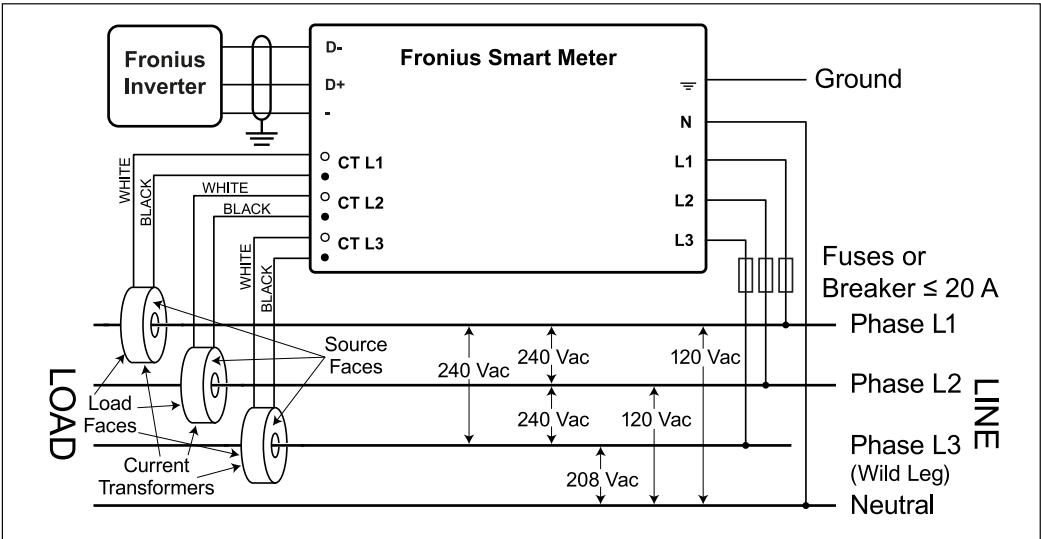 Fronius
Inverter
D-
D+
-
Fronius Smart Meter
Ground
N
CT L1
CT L2
CT L3
L1
L2
L3
WHITE
BLACK
WHITE
BLACK
WHITE
BLACK
Fuses or
Breaker ≤ 20 A
Phase L1
Phase L2
Phase L3
(Wild Leg)
Neutral
LINE
LOAD
Source
Faces
Load
Faces
Current
Transformers
240 Vac
240 Vac
120 Vac
240 Vac
120 Vac
208 Vac